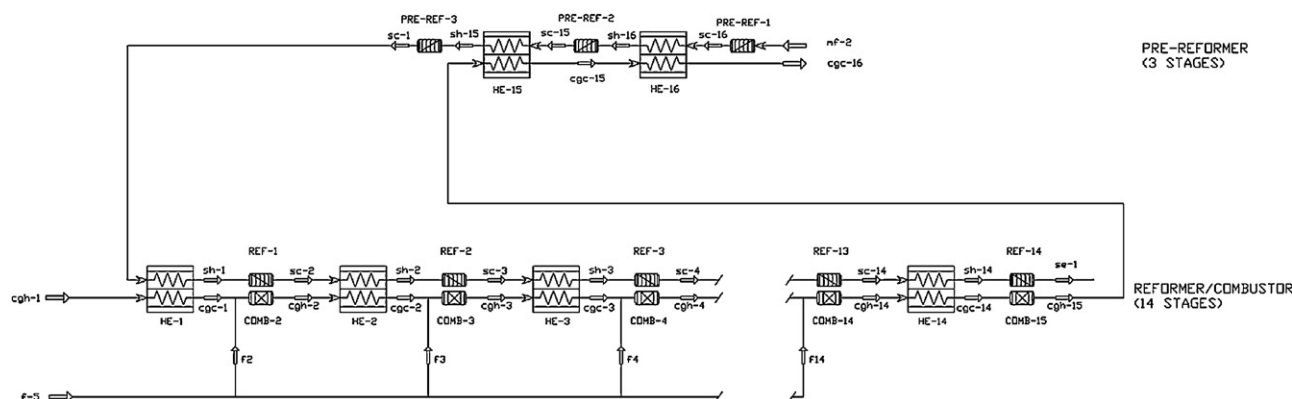 PRE-REF-3
PRE-REF-2
PRE-REF-1
sc-1
sh-15
sc-15
sh-16
sc-16
mf-2
PRE-REFORMER
(3 STAGES)
cgc-15
cgc-16
HE-15
HE-16
REF-1
REF-2
REF-3
REF-13
REF-14
sh-1
sc-2
sh-2
sc-3
sh-3
sc-4
sc-14
sh-14
se-1
cgh-1
REFORMER/COMBUSTOR
(14 STAGES)
cgc-1
cgh-2
cgc-2
cgh-3
cgc-3
cgh-4
cgh-14
cgc-14
cgh-15
HE-1
COMB-2
HE-2
COMB-3
HE-3
COMB-4
COMB-14
HE-14
COMB-15
f2
f3
f4
f14
f-5